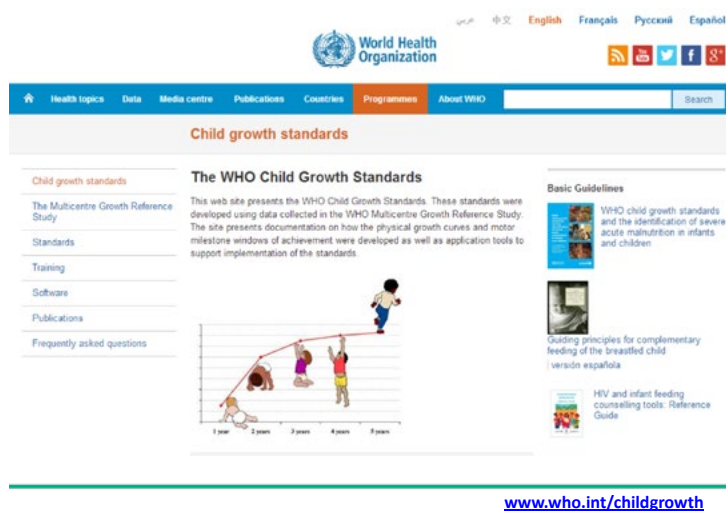 عربي 中文 English Français Русский Español
World Health
Organization
Health topics Data Media centre Publications Countries Programmes About WHO Search
Child growth standards
Child growth standards
The Multicentre Growth Reference
Study
Standards
Training
Software
Publications
Frequently asked questions
The WHO Child Growth Standards
This web site presents the WHO Child Growth Standards. These standards were
developed using data collected in the WHO Multicentre Growth Reference Study.
The site presents documentation on how the physical growth curves and motor
milestone windows of achievement were developed as well as application tools to
support implementation of the standards.
1 year 2 years 3 years 4 years 5 years
Basic Guidelines
WHO child growth standards
and the identification of severe
acute malnutrition in infants
and children
Guiding principles for complementary
feeding of the breastfed child
| versión española
HIV and infant feeding
counselling tools: Reference
Guide
www.who.int/childgrowth